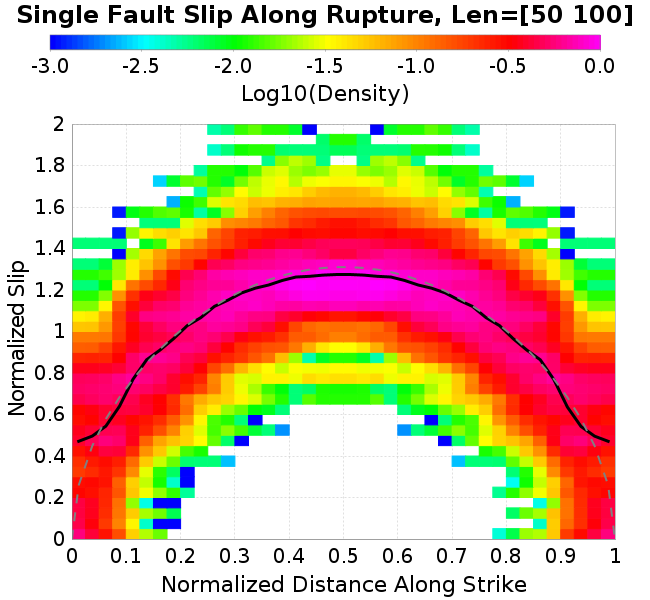 Single Fault Slip Along Rupture, Len=[50 100]
-3.0 -2.5 -2.0 -1.5 -1.0 -0.5 0.0
Log10(Density)
Normalized Slip
2
1.8
1.6
1.4
1.2
1
0.8
0.6
0.4
0.2
0
0 0.1 0.2 0.3 0.4 0.5 0.6 0.7 0.8 0.9 1
Normalized Distance Along Strike